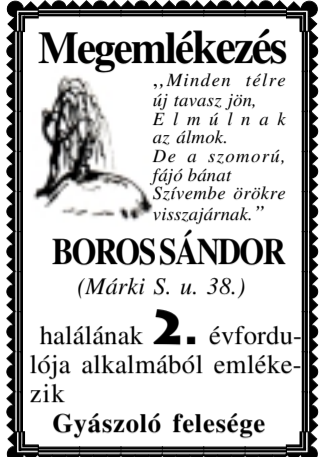 Megemlékezés
,,Minden télre
új tavasz jön,
Elmúlnak
az álmok.
De a szomorú,
fájó bánat
Szívembe örökre
visszajárnak.”
BOROS SÁNDOR
(Márki S. u. 38.)
halálának 2. évfordu-
lója alkalmából emléke-
zik
Gyászoló felesége